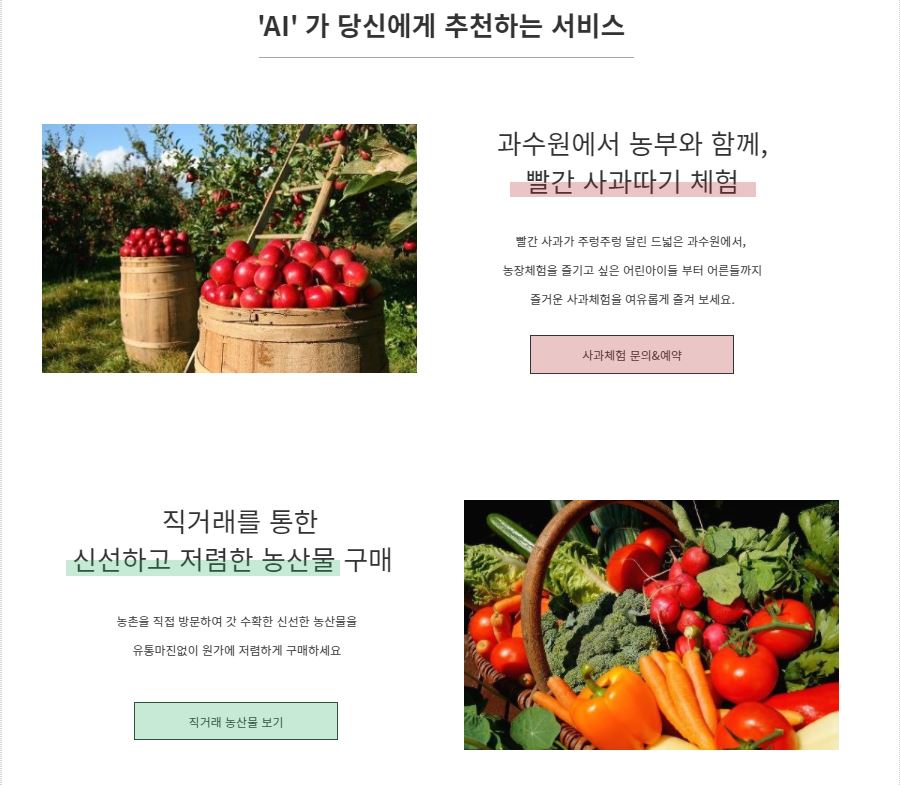 'AI' 가 당신에게 추천하는 서비스
과수원에서 농부와 함께,
빨간 사과따기 체험
빨간 사과가 주렁주렁 달린 드넓은 과수원에서,
농장체험을 즐기고 싶은 어린아이들 부터 어른들까지
즐거운 사과체험을 여유롭게 즐겨 보세요.
사과체험 문의&예약
직거래를 통한
신선하고 저렴한 농산물 구매
농촌을 직접 방문하여 갓 수확한 신선한 농산물을
유통마진없이 원가에 저렴하게 구매하세요
직거래 농산물 보기